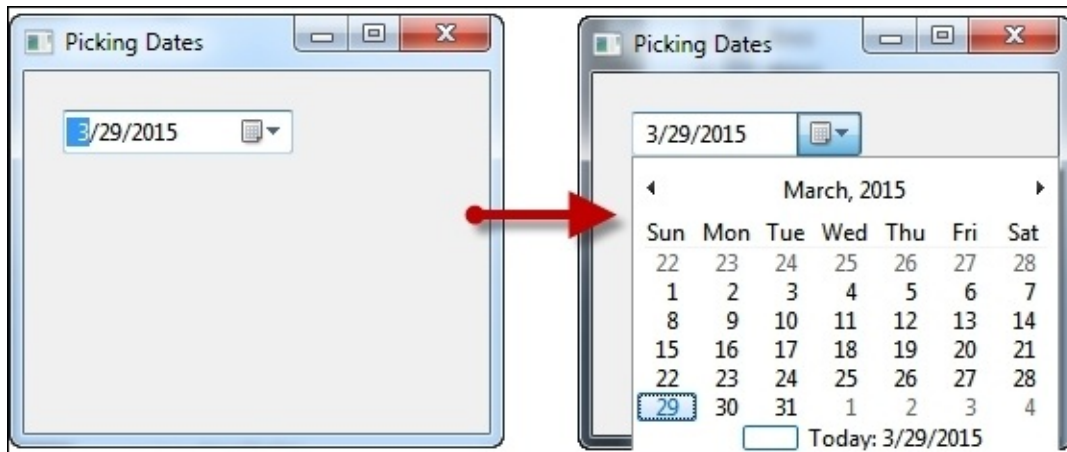 Picking Dates
3/29/2015
Picking Dates
3/29/2015
March, 2015
Sun Mon Tue Wed Thu Fri Sat
22 23 24 25 26 27 28
1 2 3 4 5 6 7
8 9 10 11 12 13 14
15 16 17 18 19 20 21
22 23 24 25 26 27 28
29 30 31 1 2 3 4
Today: 3/29/2015